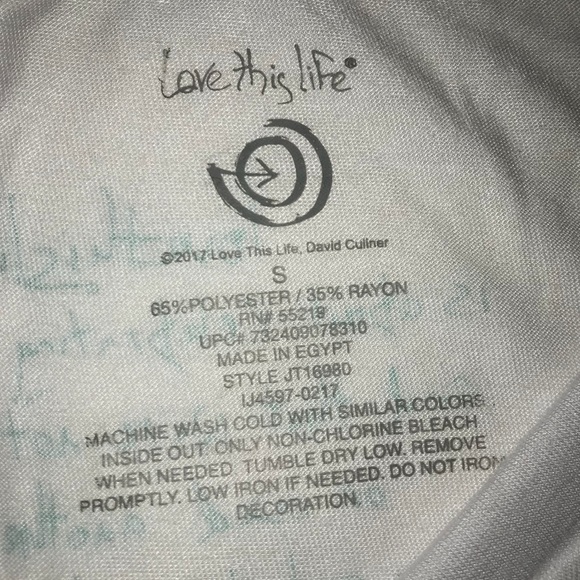 Love this life®
©2017 Love This Life, David Culiner
S
65%POLYESTER / 35% RAYON
RN# 55219
UPC# 732409078310
MADE IN EGYPT
STYLE JT16980
IJ4597-0217
MACHINE WASH COLD WITH SIMILAR COLORS
INSIDE OUT ONLY NON-CHLORINE BLEACH
WHEN NEEDED TUMBLE DRY LOW. REMOVE
PROMPTLY. LOW IRON IF NEEDED. DO NOT IRON
DECORATION.